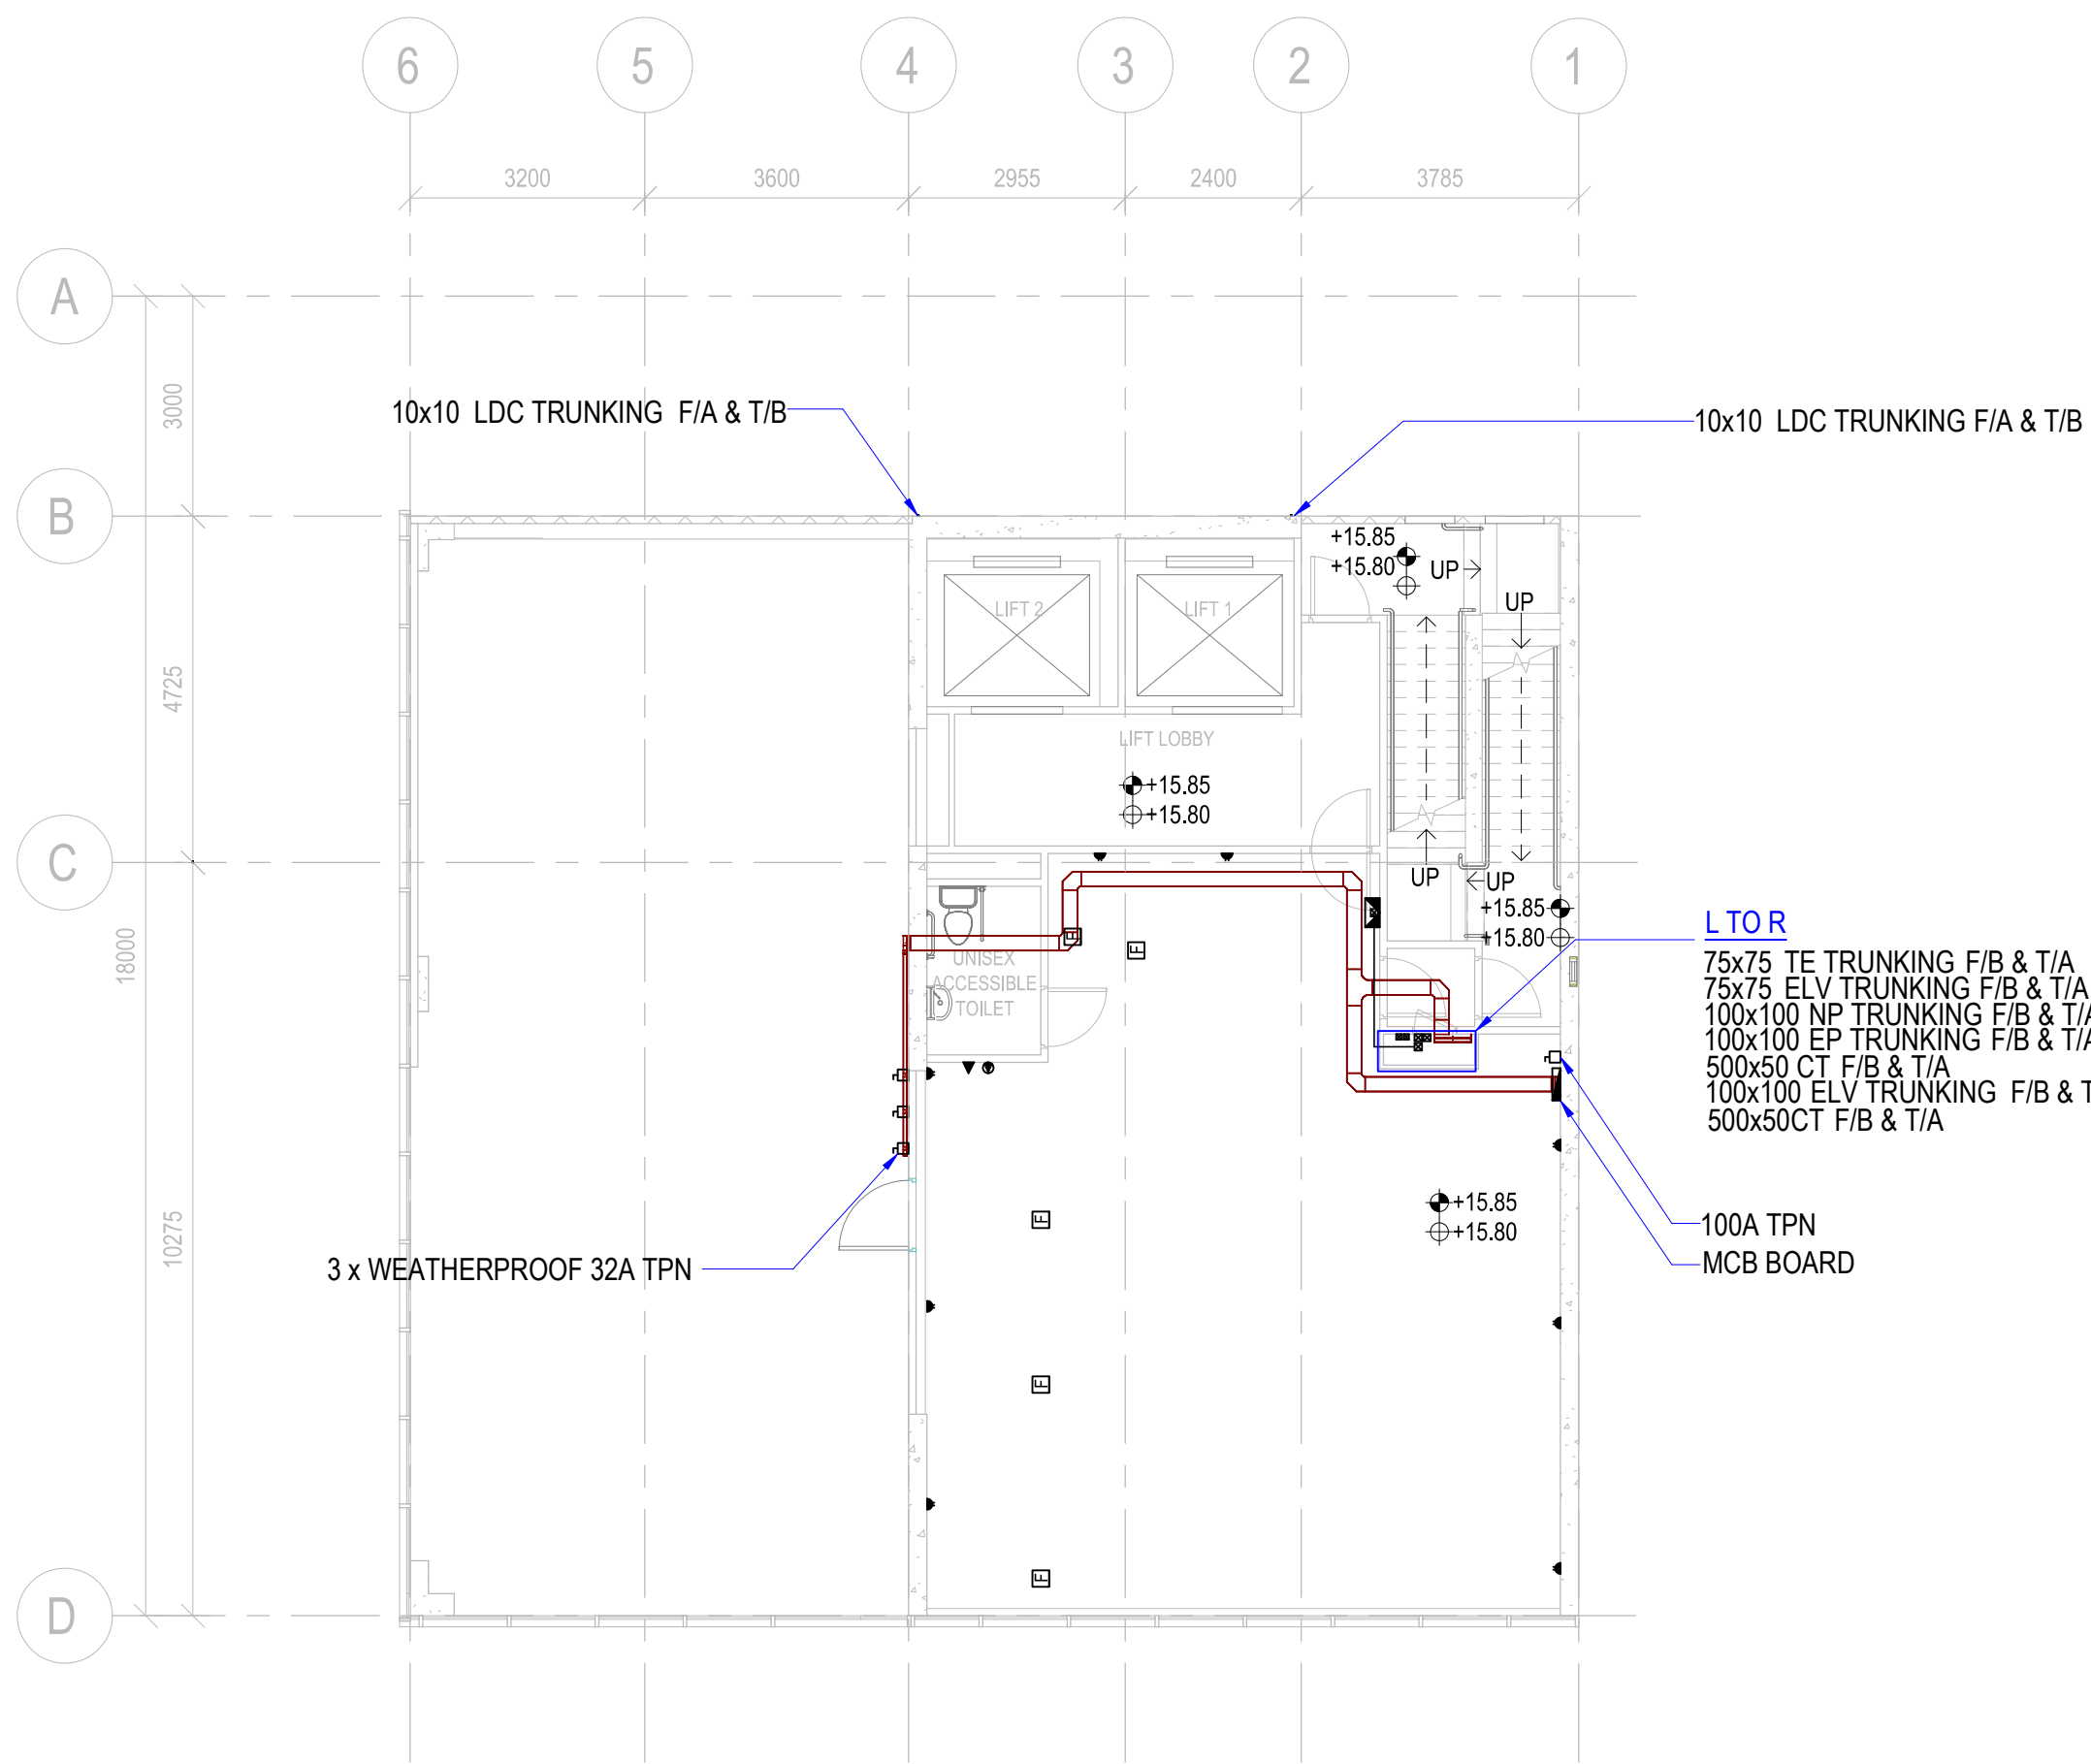 6 5 4 3 2 1
3200 3600 2955 2400 3785
A
3000
10x10 LDC TRUNKING F/A & T/B
10x10 LDC TRUNKING F/A & T/B
B
+15.85
+15.80
UP
UP
LIFT 2
LIFT 1
4725
LIFT LOBBY
+15.85
+15.80
C
UP
UP
+15.85
+15.80
18000
L TO R
75x75 TE TRUNKING F/B & T/A
75x75 ELV TRUNKING F/B & T/A
100x100 NP TRUNKING F/B & T/A
100x100 EP TRUNKING F/B & T/A
500x50 CT F/B & T/A
100x100 ELV TRUNKING F/B & T
500x50CT F/B & T/A
F
F
UNISEX
ACCESSIBLE
TOILET
F
+15.85
+15.80
10275
100A TPN
MCB BOARD
3 x WEATHERPROOF 32A TPN
F
F
D